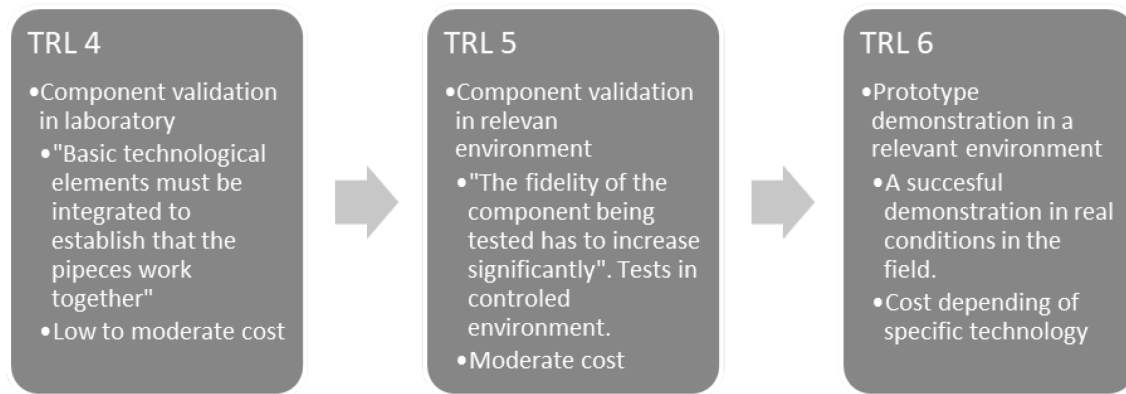 TRL 4
•Component validation
in laboratory
•"Basic technological
elements must be
integrated to
establish that the
pipeces work
together"
•Low to moderate cost
TRL 5
•Component validation
in relevan
environment
•"The fidelity of the
component being
tested has to increase
significantly". Tests in
controled
environment.
•Moderate cost
TRL 6
•Prototype
demonstration in a
relevant environment
•A succesful
demonstration in real
conditions in the
field.
•Cost depending of
specific technology